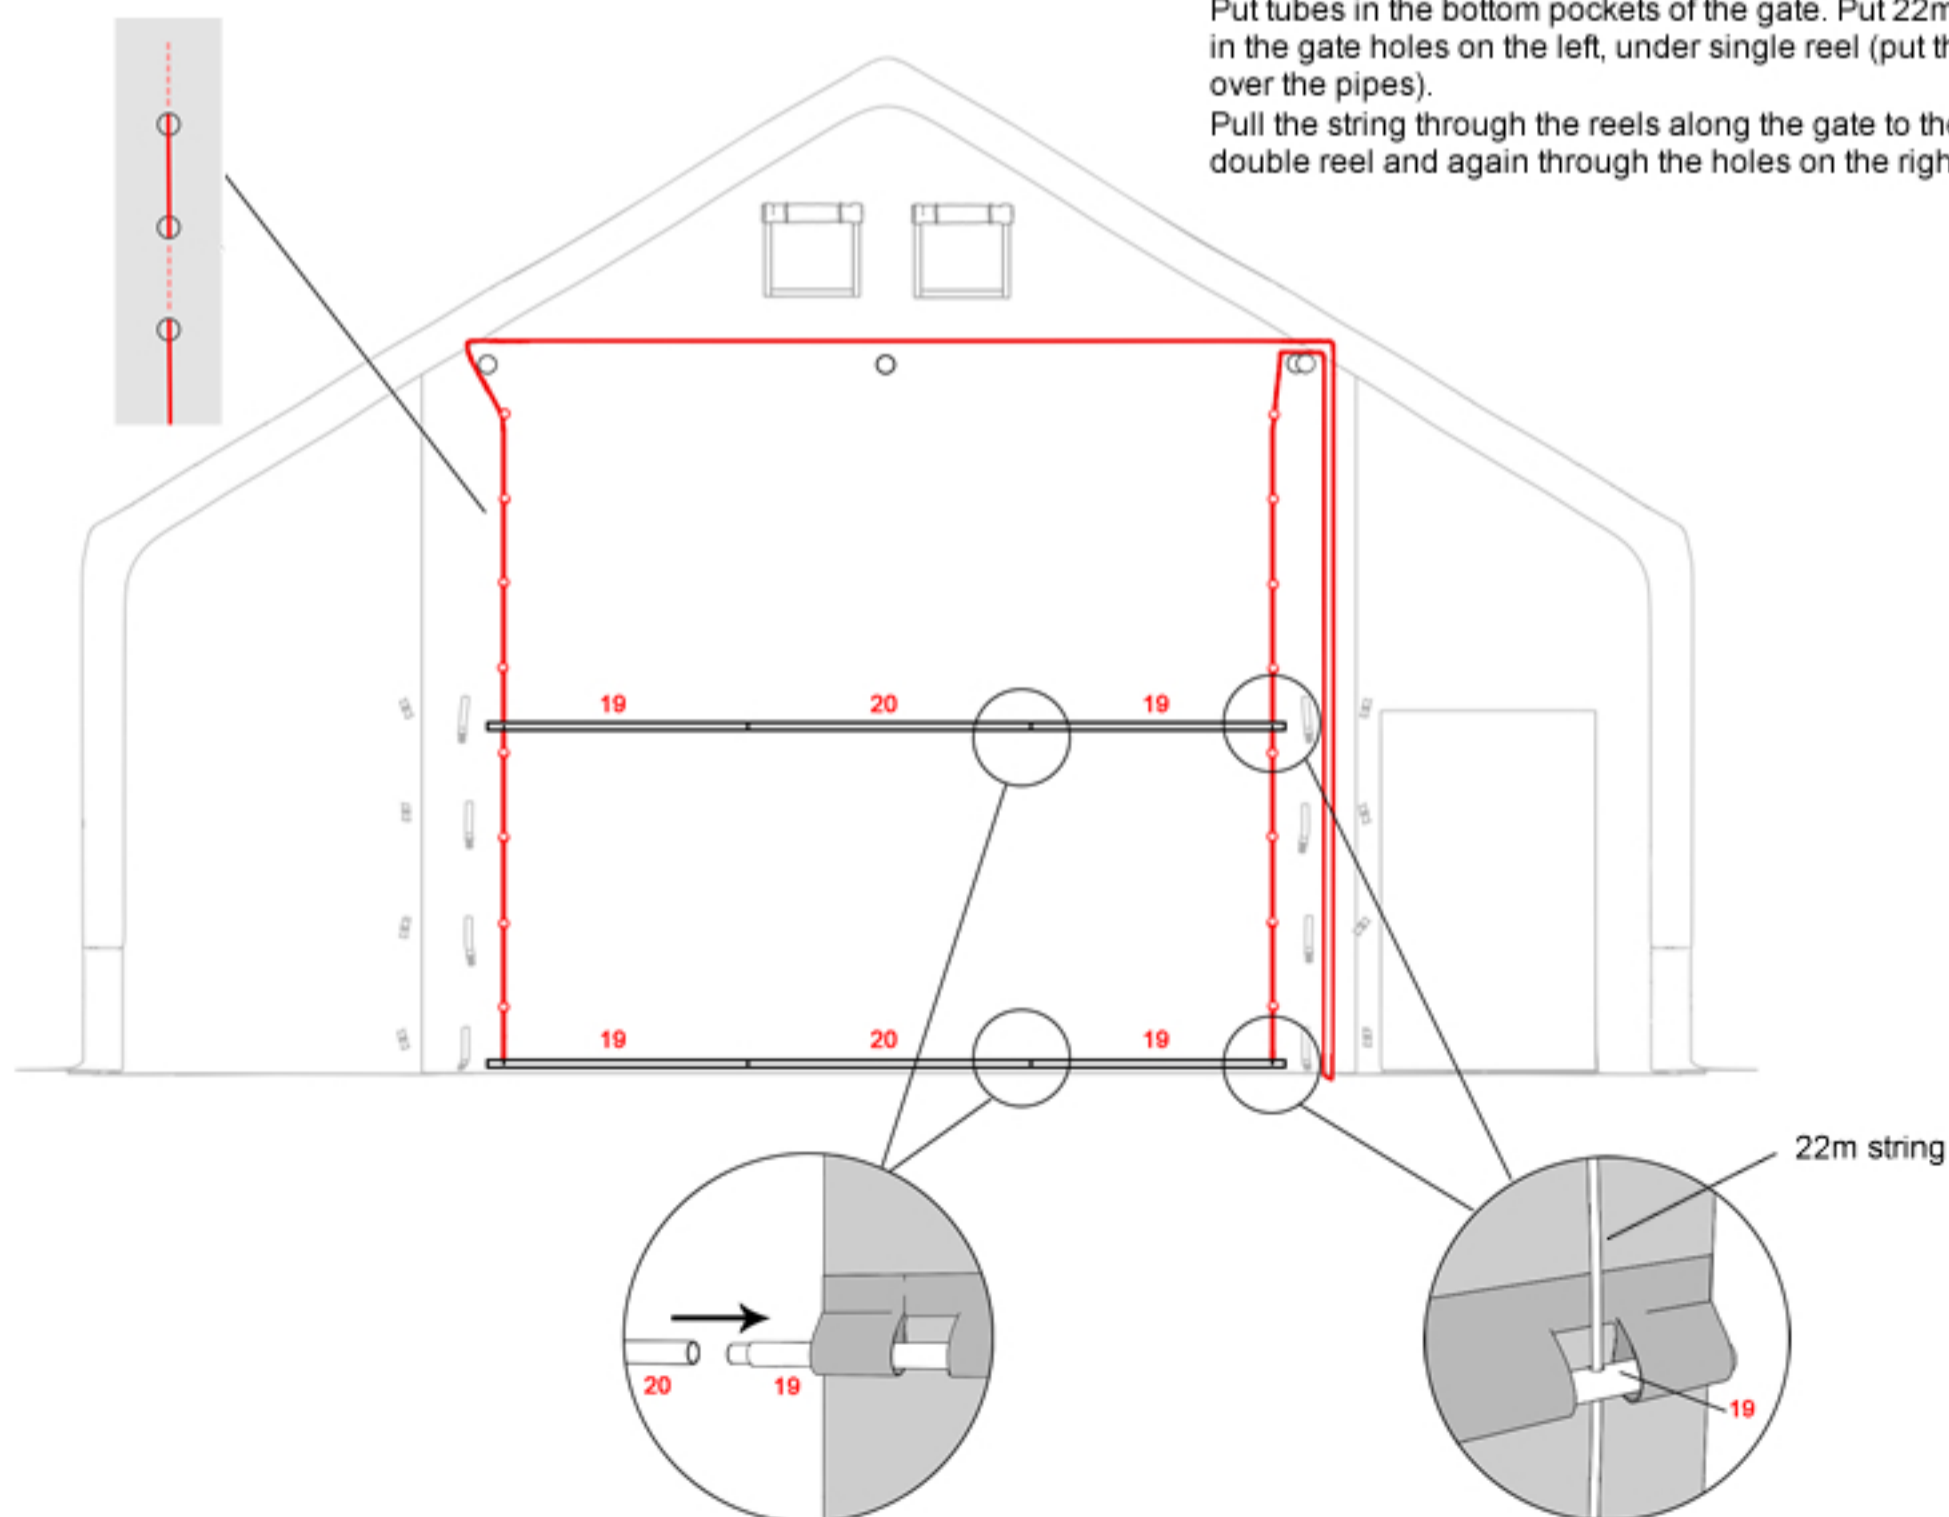 Put tubes in the bottom pockets of the gate. Put 22m
in the gate holes on the left, under single reel (put
over the pipes).
Pull the string through the reels along the gate to
double reel and again through the holes on the
19 20 19
19 20 19
22m string
20 19
19